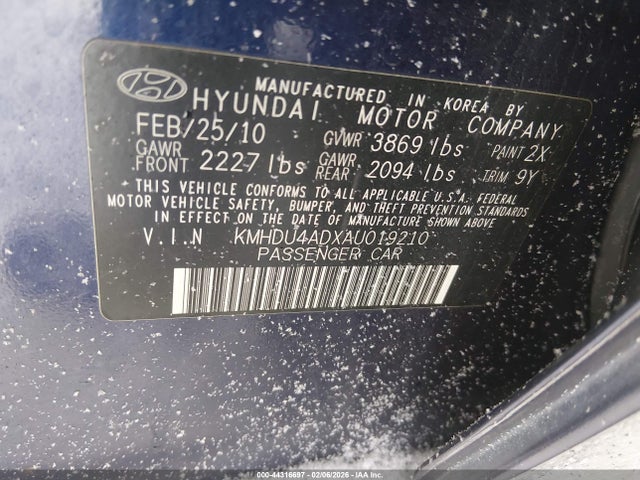 MANUFACTURED IN KOREA BY
HYUNDAI MOTOR COMPANY
FEB/25/10 GVWR 3869 lbs PAINT 2X
GAWR FRONT 2227 lbs GAWR REAR 2094 lbs TRIM 9Y
THIS VEHICLE CONFORMS TO ALL APPLICABLE U.S.A. FEDERAL
MOTOR VEHICLE SAFETY, BUMPER, AND THEFT PREVENTION STANDARDS
IN EFFECT ON THE DATE OF MANUFACTURE SHOWN ABOVE.
V.I.N KMHDU4ADXAU019210
PASSENGER CAR
000-44316697 - 02/06/2026 - IAA Inc.